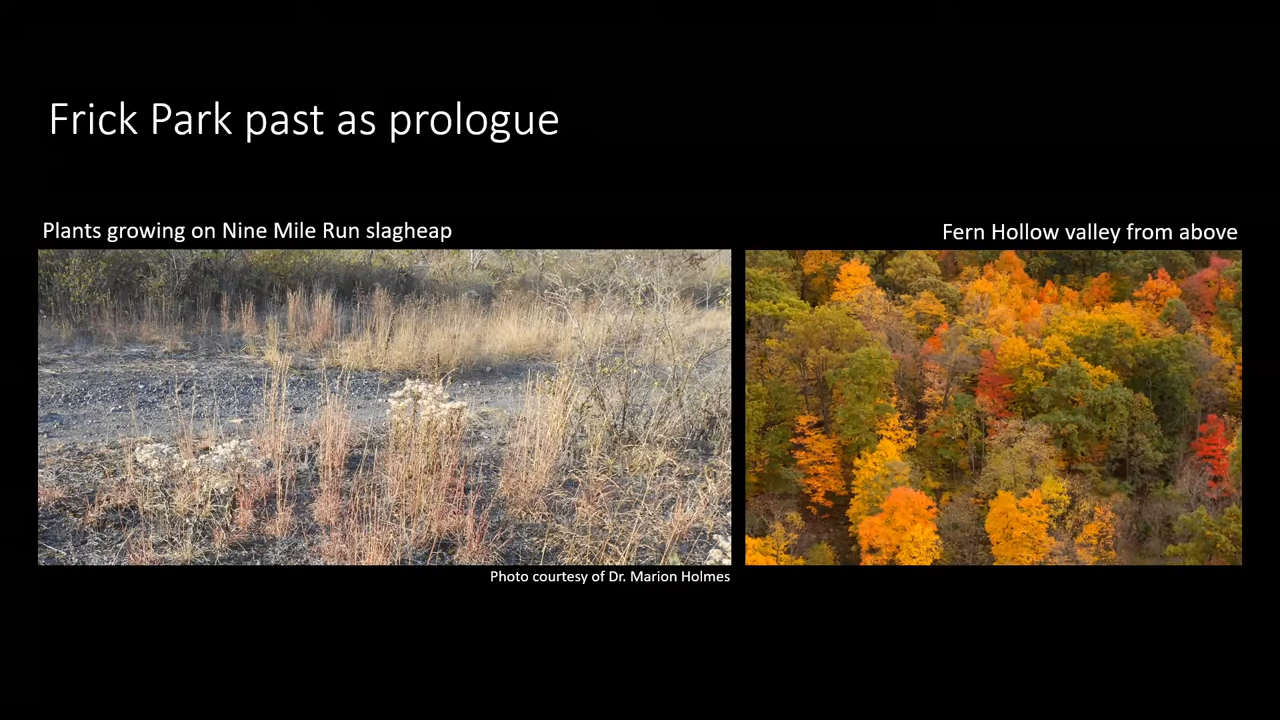 Frick Park past as prologue
Plants growing on Nine Mile Run slagheap
Fern Hollow valley from above
Photo courtesy of Dr. Marion Holmes